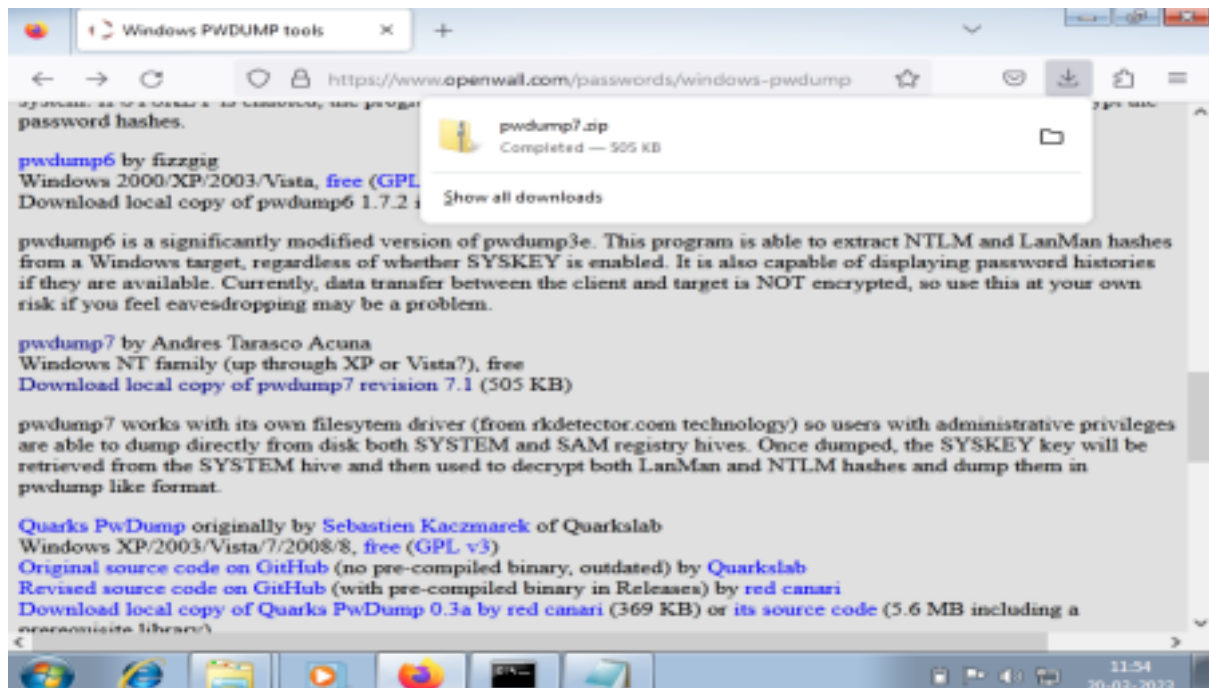 Windows PWDUMP tools
https://www.openwall.com/passwords/windows-pwdump
pwdump7.zip
Completed — 505 KB
Show all downloads
password hashes.
pwdump6 by fizzgig
Windows 2000/XP/2003/Vista, free (GPL
Download local copy of pwdump6 1.7.2
pwdump6 is a significantly modified version of pwdump3e. This program is able to extract NTLM and LanMan hashes
from a Windows target, regardless of whether SYSKEY is enabled. It is also capable of displaying password histories
if they are available. Currently, data transfer between the client and target is NOT encrypted, so use this at your own
risk if you feel eavesdropping may be a problem.
pwdump7 by Andres Tarasco Acuna
Windows NT family (up through XP or Vista?), free
Download local copy of pwdump7 revision 7.1 (505 KB)
pwdump7 works with its own filesytem driver (from rkdetector.com technology) so users with administrative privileges
are able to dump directly from disk both SYSTEM and SAM registry hives. Once dumped, the SYSKEY key will be
retrieved from the SYSTEM hive and then used to decrypt both LanMan and NTLM hashes and dump them in
pwdump like format.
Quarks PwDump originally by Sebastien Kaczmarek of Quarkslab
Windows XP/2003/Vista/7/2008/8, free (GPL v3)
Original source code on GitHub (no pre-compiled binary, outdated) by Quarkslab
Revised source code on GitHub (with pre-compiled binary in Releases) by red canari
Download local copy of Quarks PwDump 0.3a by red canari (369 KB) or its source code (5.6 MB including a
prerequisite library)
11:54